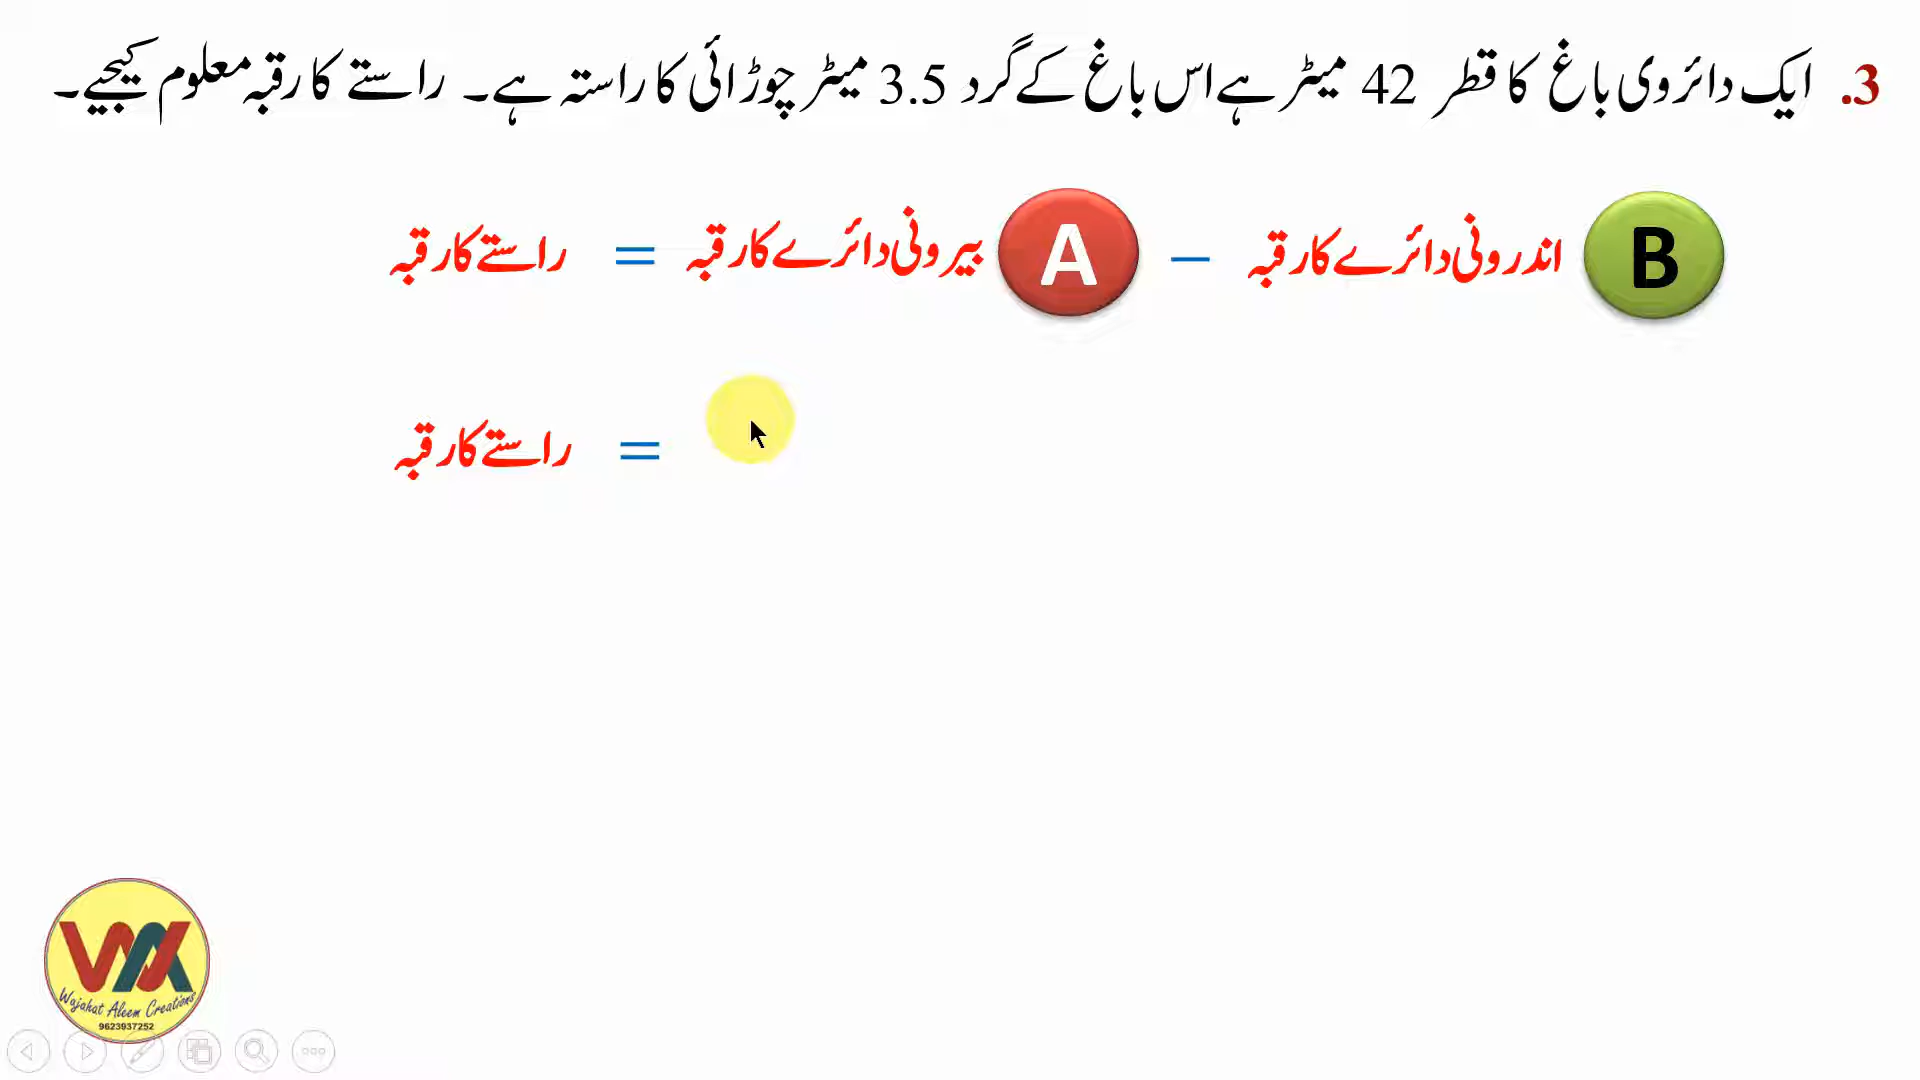 3. ایک دائروی باغ کا قطر 42 میٹر ہے اس باغ کے گرد 3.5 میٹر چوڑائی کا راستہ ہے۔ راستے کا رقبہ معلوم کیجیے۔
راستے کا رقبہ = بیرونی دائرے کا رقبہ A – اندرونی دائرے کا رقبہ B
راستے کا رقبہ =
WA
Wajahat Aleem Creations
9623937252